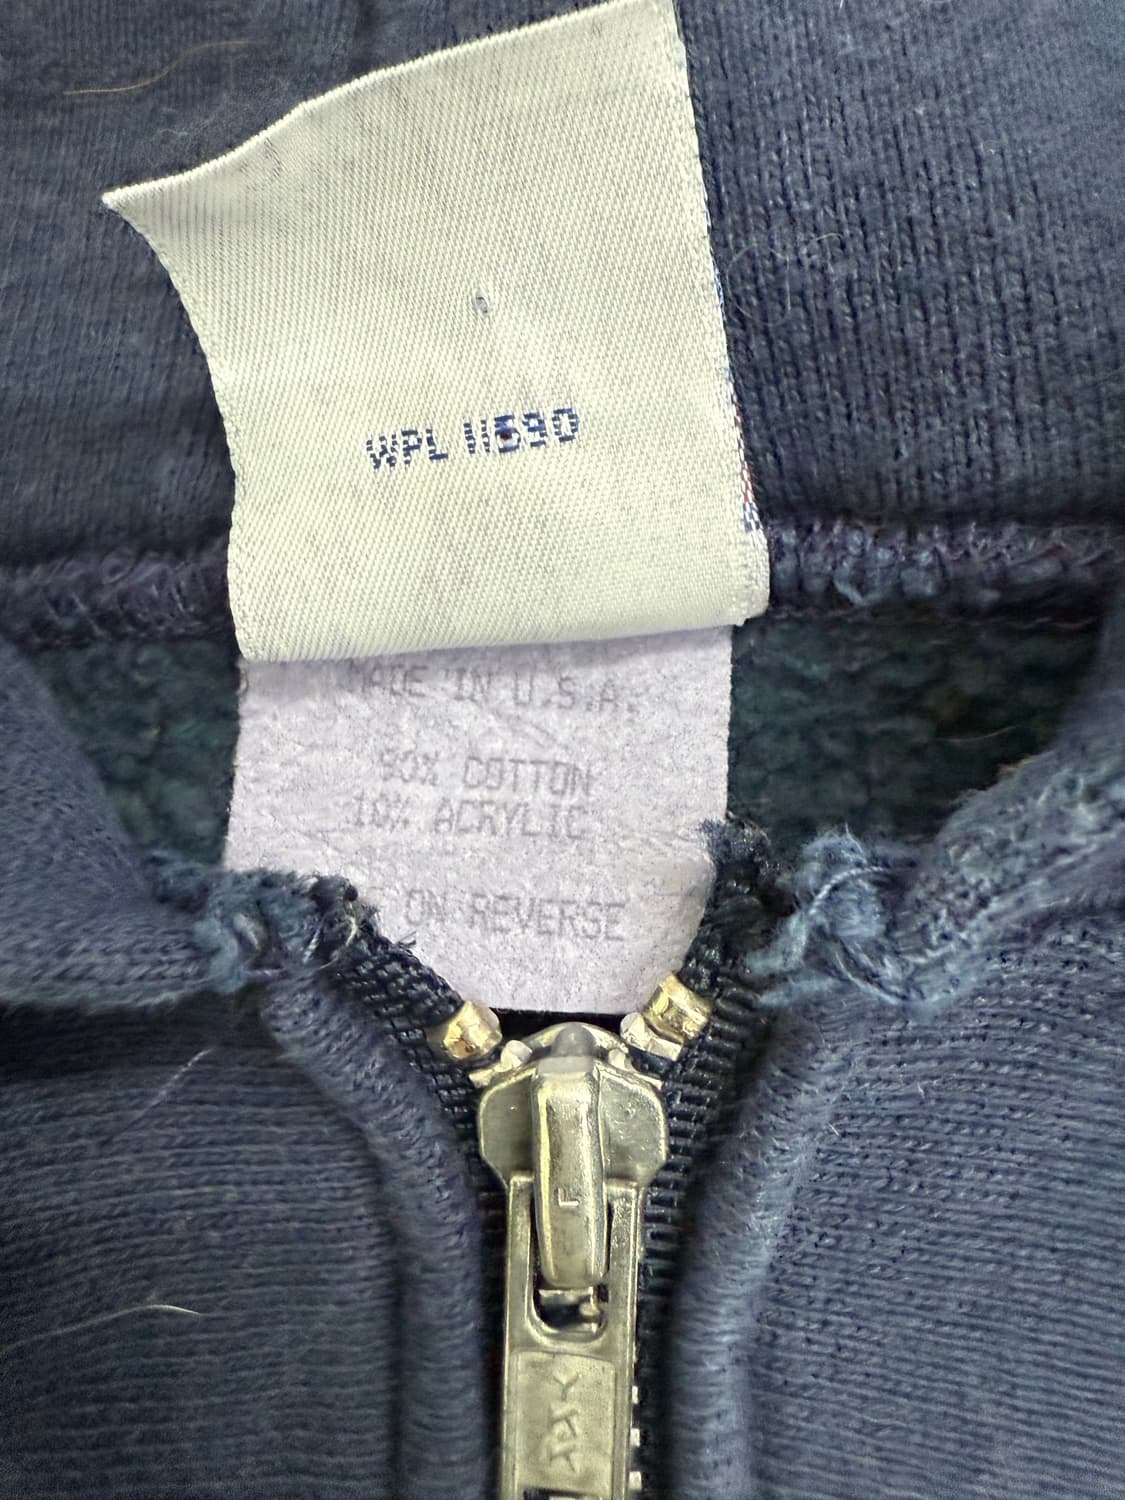 WPL 11590
MADE IN U.S.A.
90% COTTON
10% ACRYLIC
ON REVERSE
F
YKK